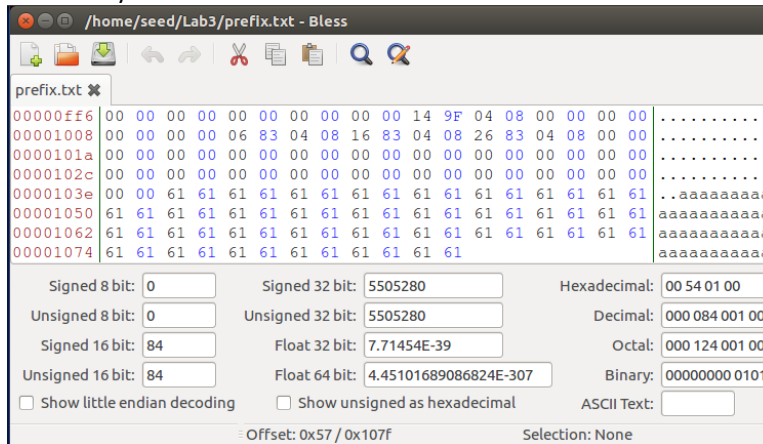 /home/seed/Lab3/prefix.txt - Bless
prefix.txt
00000ff6 00 00 00 00 00 00 00 00 00 00 14 9F 04 08 00 00 00 00 ..........
00001008 00 00 00 00 06 83 04 08 16 83 04 08 26 83 04 08 00 00 ..........
0000101a 00 00 00 00 00 00 00 00 00 00 00 00 00 00 00 00 00 00 ..........
0000102c 00 00 00 00 00 00 00 00 00 00 00 00 00 00 00 00 00 00 ..........
0000103e 00 00 61 61 61 61 61 61 61 61 61 61 61 61 61 61 61 61 ..aaaaaaaa
00001050 61 61 61 61 61 61 61 61 61 61 61 61 61 61 61 61 61 61 aaaaaaaaaa
00001062 61 61 61 61 61 61 61 61 61 61 61 61 61 61 61 61 61 61 aaaaaaaaaa
00001074 61 61 61 61 61 61 61 61 61 61 61 61 aaaaaaaaaa
Signed 8 bit: 0 Signed 32 bit: 5505280 Hexadecimal: 00 54 01 00
Unsigned 8 bit: 0 Unsigned 32 bit: 5505280 Decimal: 000 084 001 00
Signed 16 bit: 84 Float 32 bit: 7.71454E-39 Octal: 000 124 001 00
Unsigned 16 bit: 84 Float 64 bit: 4.45101689086824E-307 Binary: 00000000 0101
Show little endian decoding Show unsigned as hexadecimal ASCII Text:
Offset: 0x57 / 0x107f Selection: None